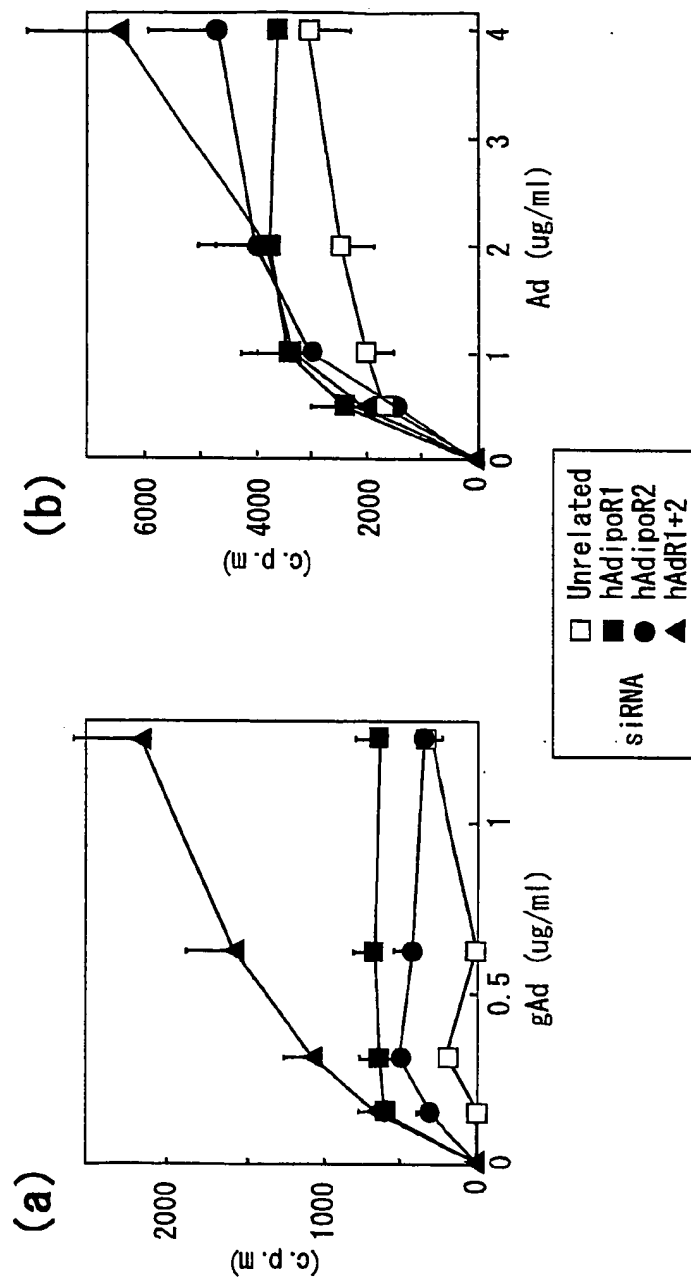 (a)
(c.p.m)
2000
1000
0
0
0.5
1
gAd (ug/ml)
(b)
(c.p.m)
6000
4000
2000
0
0
1
2
3
4
Ad (ug/ml)
siRNA
Unrelated
hAdipoR1
hAdipoR2
hAdR1+2